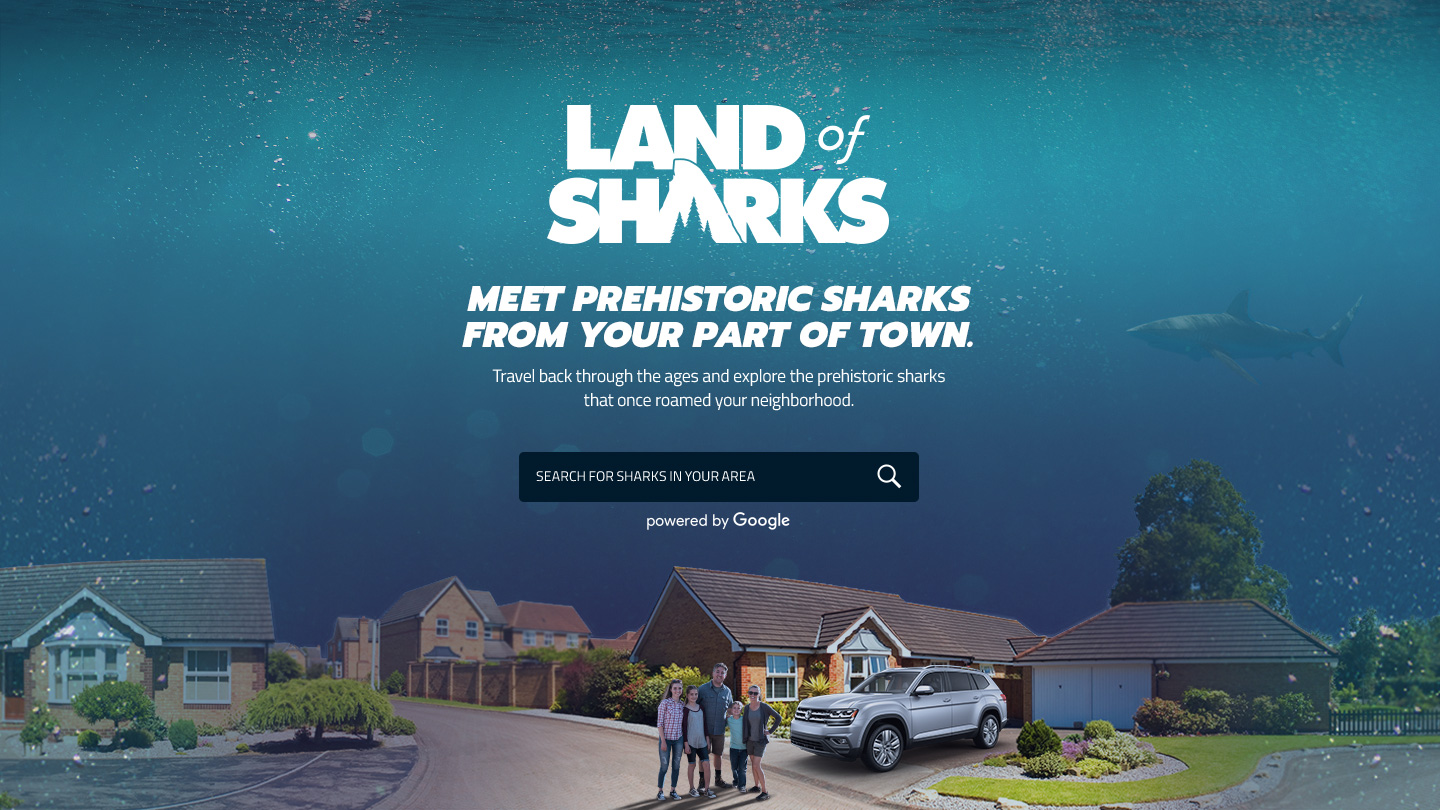 LAND of
SHARKS
MEET PREHISTORIC SHARKS
FROM YOUR PART OF TOWN.
Travel back through the ages and explore the prehistoric sharks
that once roamed your neighborhood.
SEARCH FOR SHARKS IN YOUR AREA
powered by Google